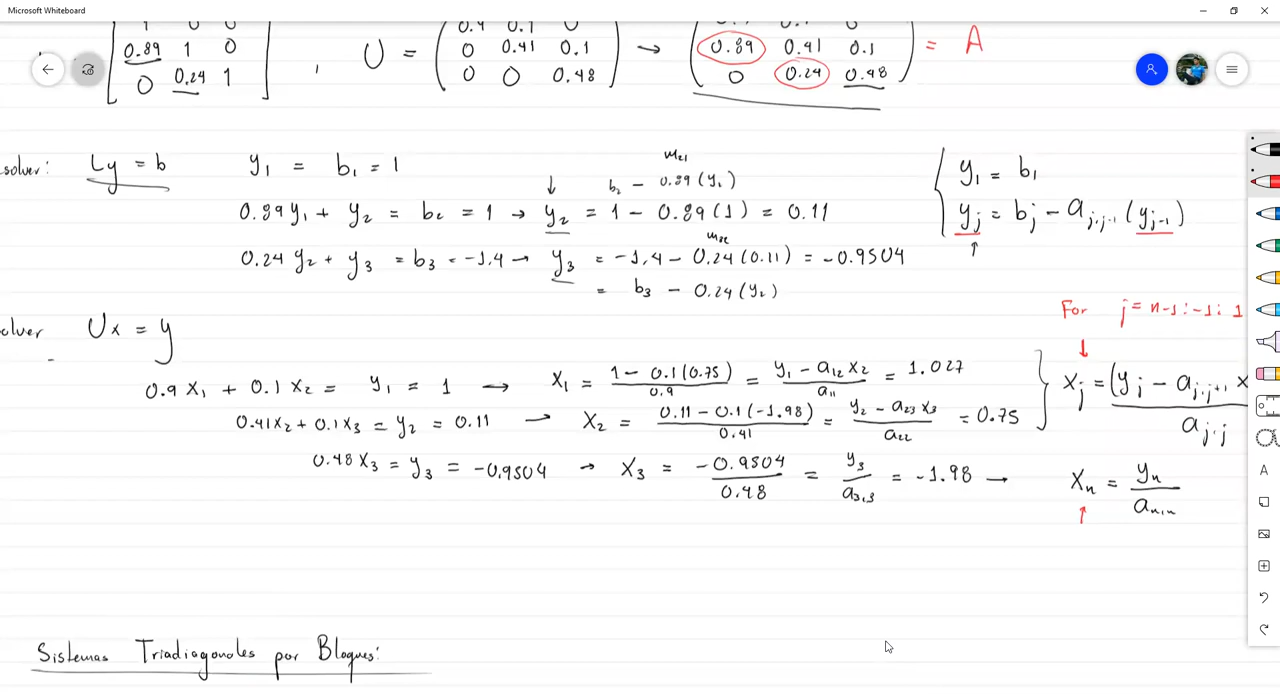 Microsoft Whiteboard
1 0 0
0.89 1 0
0 0.24 1
, U =
0.4 0.1 0
0 0.41 0.1
0 0 0.48
→
0.89 0.41 0.1
0 0.24 0.48
= A
solver: Ly = b
y₁ = b₁ = 1
0.89y₁ + y₂ = b₂ = 1 → y₂ = 1 - 0.89(1) = 0.11
m₂₁
b₂ - 0.89(y₁)
0.24 y₂ + y₃ = b₃ = -1,4 → y₃ = -1,4 - 0.24(0.11) = -0.9504
m₃₂
= b₃ - 0.24(y₂)
y₁ = b₁
yⱼ = bⱼ - aⱼ,ⱼ₋₁ (yⱼ₋₁)
olver Ux = y
For j = n-1:-1:1
0.9 X₁ + 0.1 X₂ = y₁ = 1 → X₁ = (1 - 0.1(0.75))/0.9 = (y₁ - a₁₂ X₂)/a₁₁ = 1.027
0.41X₂ + 0.1X₃ = y₂ = 0.11 → X₂ = (0.11 - 0.1(-1.98))/0.41 = (y₂ - a₂₃ X₃)/a₂₂ = 0.75
0.48 X₃ = y₃ = -0,9504 → X₃ = -0.9504/0.48 = y₃/a₃,₃ = -1.98 →
Xⱼ = (yⱼ - aⱼ,ⱼ₊₁ X
aⱼ,ⱼ
Xₙ = yₙ/aₙ,ₙ
Sistemas Triadiagonales por Bloques:
A